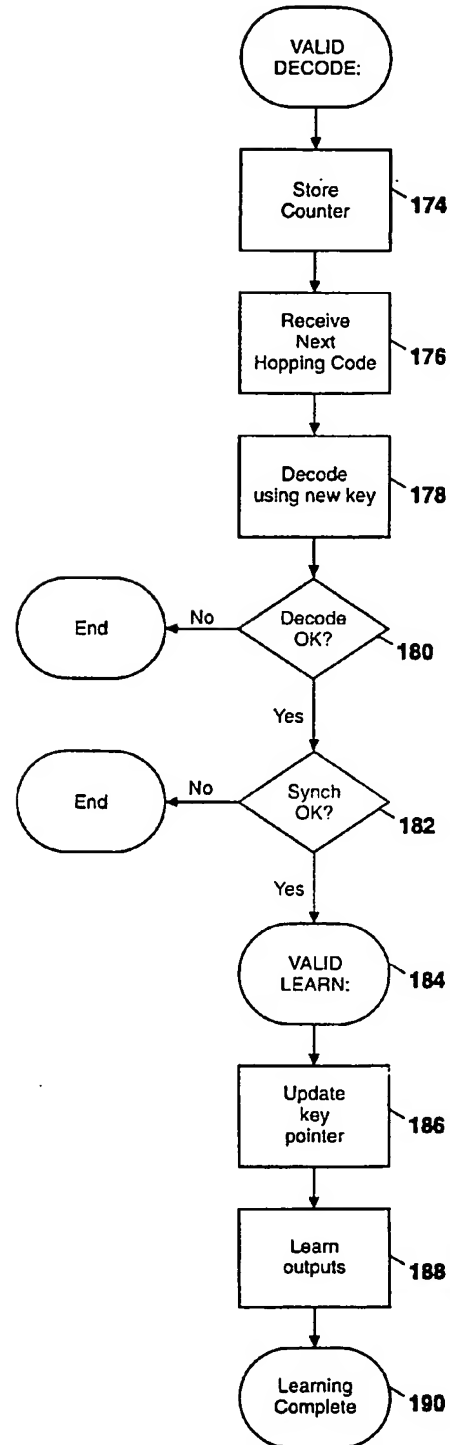 VALID
DECODE:
Store
Counter
174
Receive
Next
Hopping Code
176
Decode
using new key
178
Decode
OK?
180
No
End
Yes
Synch
OK?
182
No
End
Yes
VALID
LEARN:
184
Update
key
pointer
186
Learn
outputs
188
Learning
Complete
190